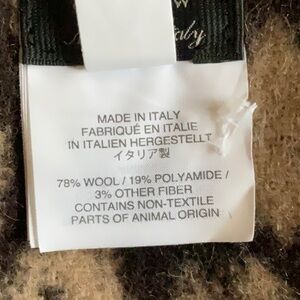 MADE IN ITALY
FABRIQUÉ EN ITALIE
IN ITALIEN HERGESTELLT
イタリア製
78% WOOL / 19% POLYAMIDE /
3% OTHER FIBER
CONTAINS NON-TEXTILE
PARTS OF ANIMAL ORIGIN